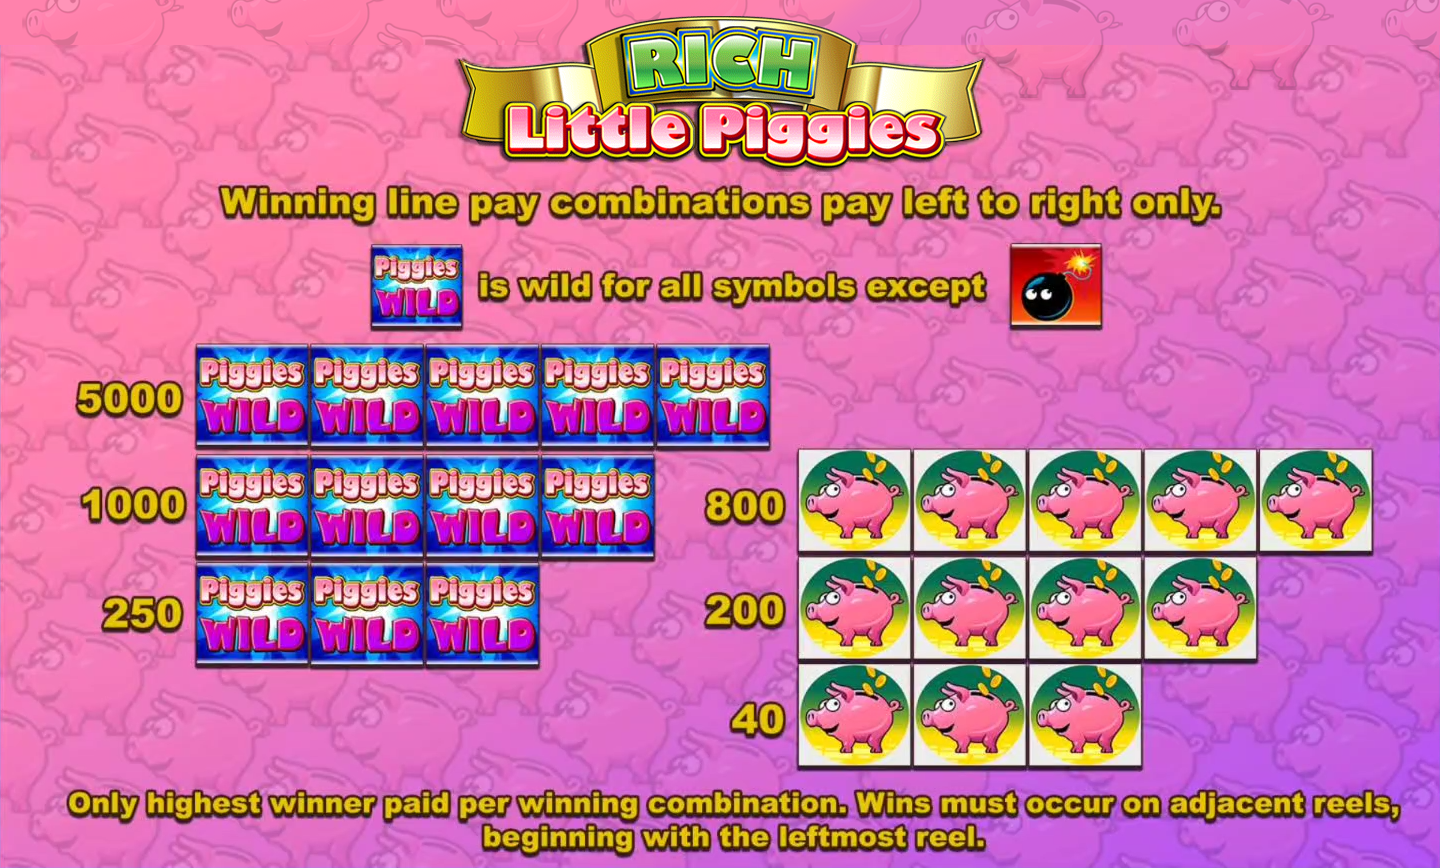 RICH
Little Piggies
Winning line pay combinations pay left to right only.
Piggies
WILD
is wild for all symbols except
5000
Piggies Piggies Piggies Piggies Piggies
WILD WILD WILD WILD WILD
1000
Piggies Piggies Piggies Piggies
WILD WILD WILD WILD
800
250
Piggies Piggies Piggies
WILD WILD WILD
200
40
Only highest winner paid per winning combination. Wins must occur on adjacent reels,
beginning with the leftmost reel.